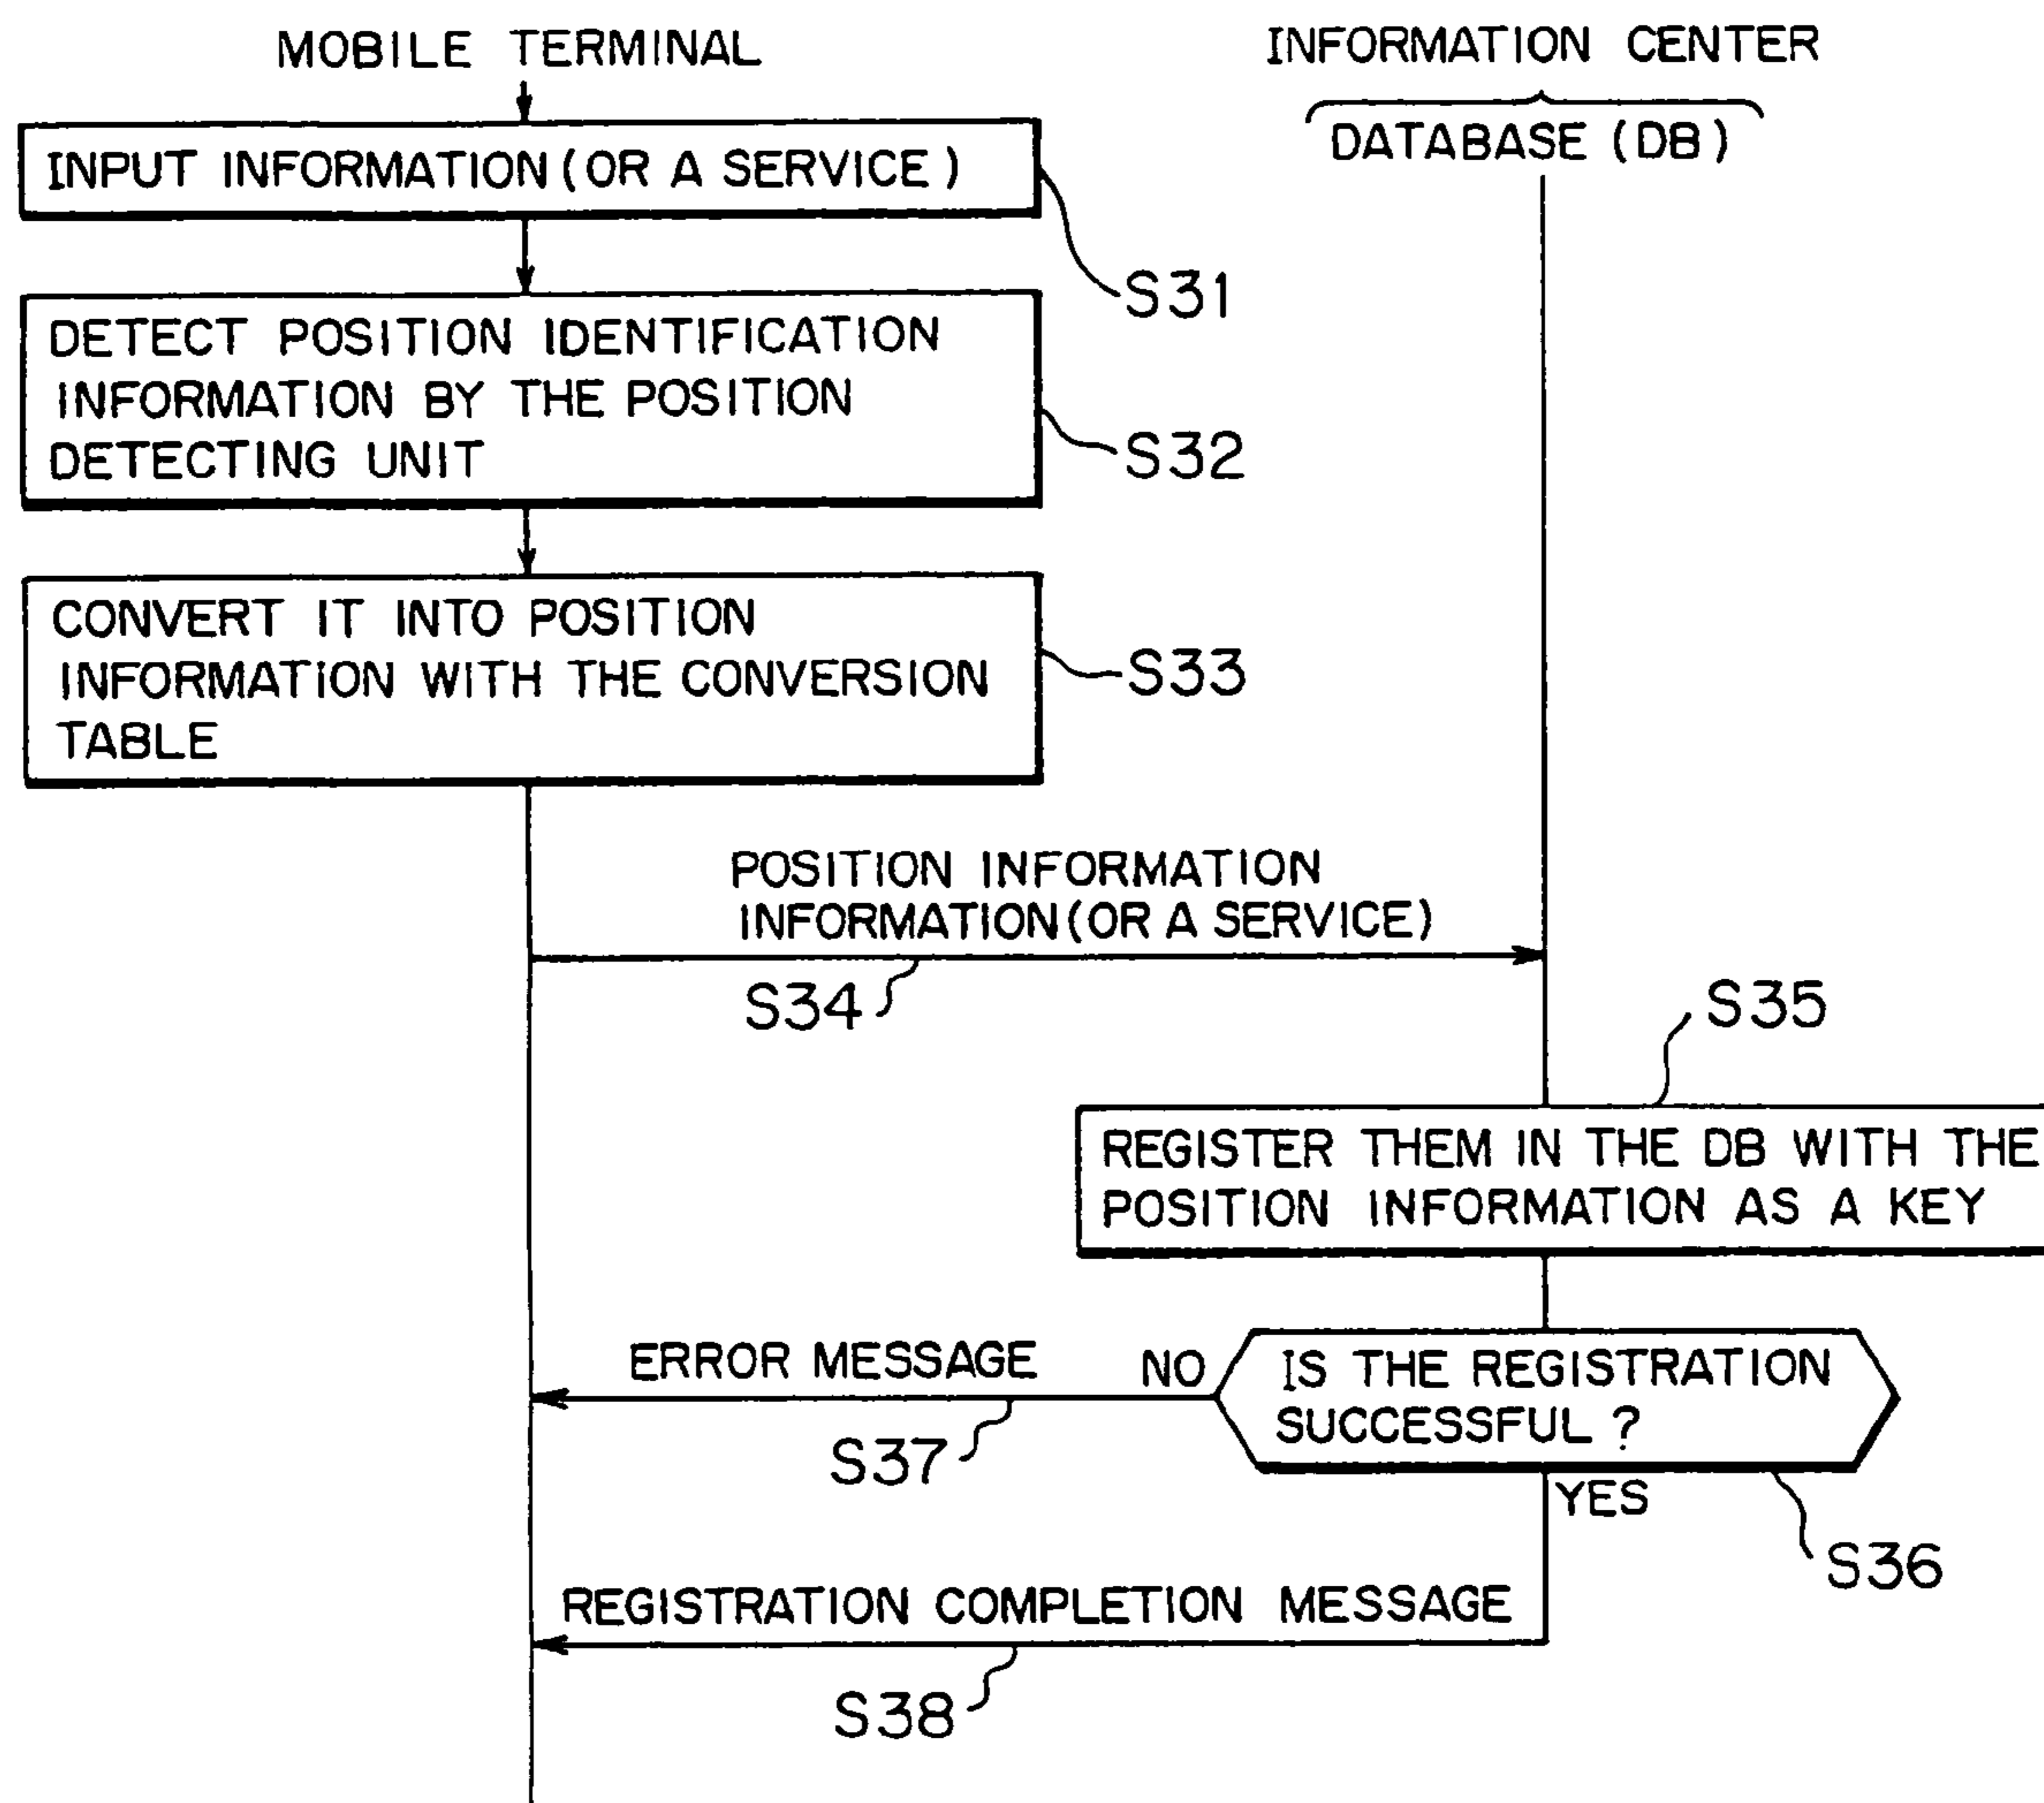 MOBILE TERMINAL
INFORMATION CENTER
DATABASE (DB)
INPUT INFORMATION (OR A SERVICE)
S31
DETECT POSITION IDENTIFICATION
INFORMATION BY THE POSITION
DETECTING UNIT
S32
CONVERT IT INTO POSITION
INFORMATION WITH THE CONVERSION
TABLE
S33
POSITION INFORMATION
INFORMATION (OR A SERVICE)
S34
S35
REGISTER THEM IN THE DB WITH THE
POSITION INFORMATION AS A KEY
ERROR MESSAGE
NO
IS THE REGISTRATION
SUCCESSFUL ?
S37
YES
S36
REGISTRATION COMPLETION MESSAGE
S38